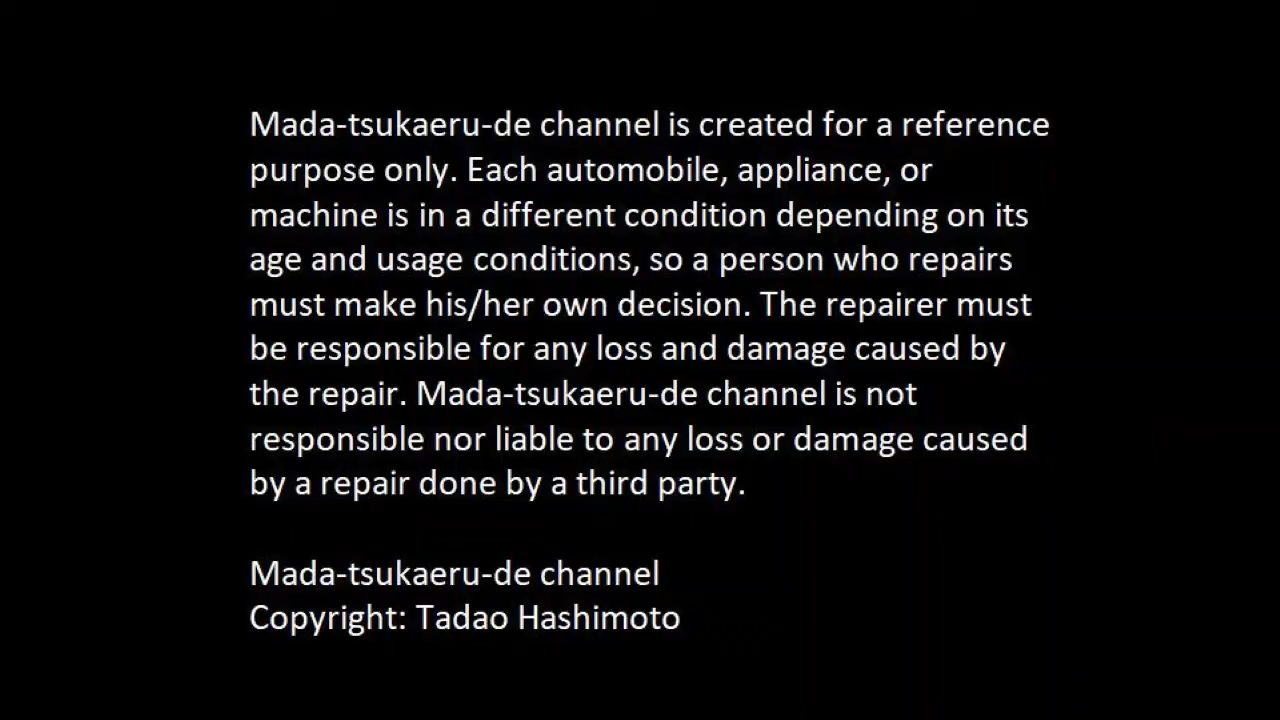 Mada-tsukaeru-de channel is created for a reference
purpose only. Each automobile, appliance, or
machine is in a different condition depending on its
age and usage conditions, so a person who repairs
must make his/her own decision. The repairer must
be responsible for any loss and damage caused by
the repair. Mada-tsukaeru-de channel is not
responsible nor liable to any loss or damage caused
by a repair done by a third party.
Mada-tsukaeru-de channel
Copyright: Tadao Hashimoto